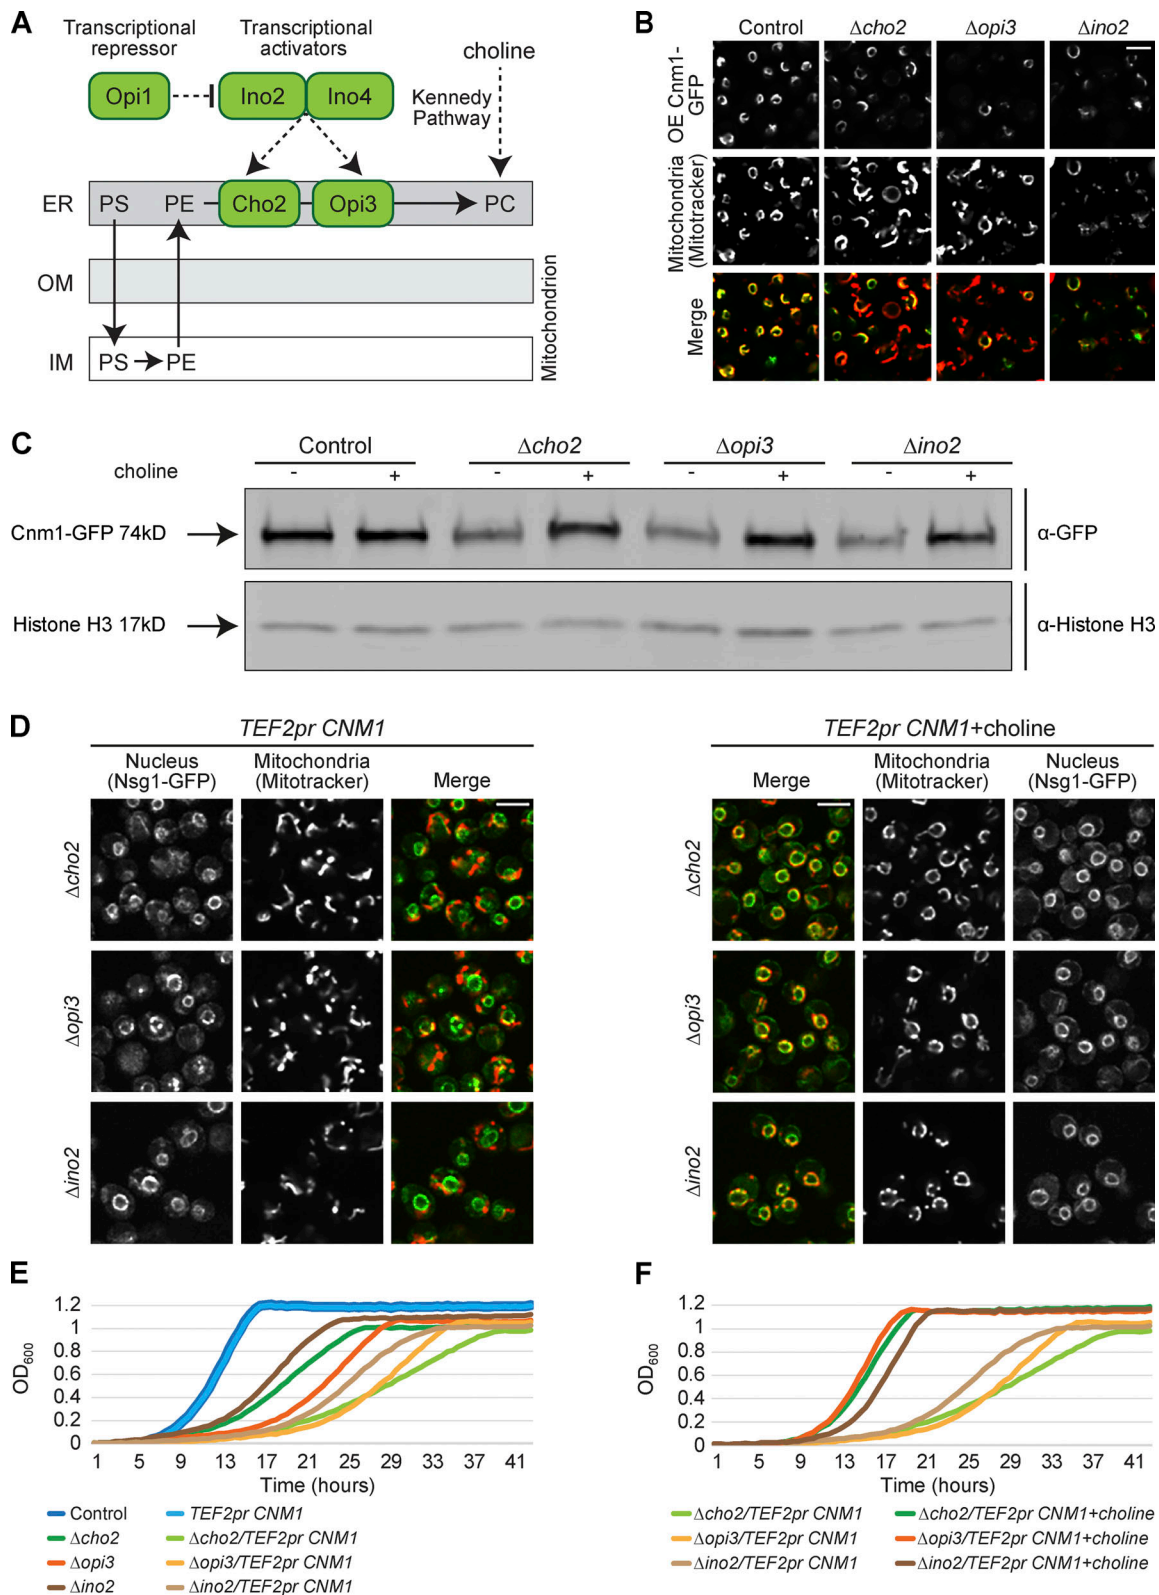 A
Transcriptional
repressor
Transcriptional
activators
choline
Opi1
Ino2
Ino4
Kennedy
Pathway
ER
PS
PE
Cho2
Opi3
PC
OM
IM
PS
PE
Mitochondrion
B
Control
Δcho2
Δopi3
Δino2
OE Cnm1-
GFP
Mitochondria
(Mitotracker)
Merge
C
Control
Δcho2
Δopi3
Δino2
choline
- + - + - + - +
Cnm1-GFP 74kD
α-GFP
Histone H3 17kD
α-Histone H3
D
TEF2pr CNM1
Nucleus
(Nsg1-GFP)
Mitochondria
(Mitotracker)
Merge
Δcho2
Δopi3
Δino2
TEF2pr CNM1+choline
Merge
Mitochondria
(Mitotracker)
Nucleus
(Nsg1-GFP)
Δcho2
Δopi3
Δino2
E
OD600
1.2
1
0.8
0.6
0.4
0.2
0
1 5 9 13 17 21 25 29 33 37 41
Time (hours)
Control
TEF2pr CNM1
Δcho2
Δcho2/TEF2pr CNM1
Δopi3
Δopi3/TEF2pr CNM1
Δino2
Δino2/TEF2pr CNM1
F
OD600
1.2
1
0.8
0.6
0.4
0.2
0
1 5 9 13 17 21 25 29 33 37 41
Time (hours)
Δcho2/TEF2pr CNM1
Δcho2/TEF2pr CNM1+choline
Δopi3/TEF2pr CNM1
Δopi3/TEF2pr CNM1+choline
Δino2/TEF2pr CNM1
Δino2/TEF2pr CNM1+choline